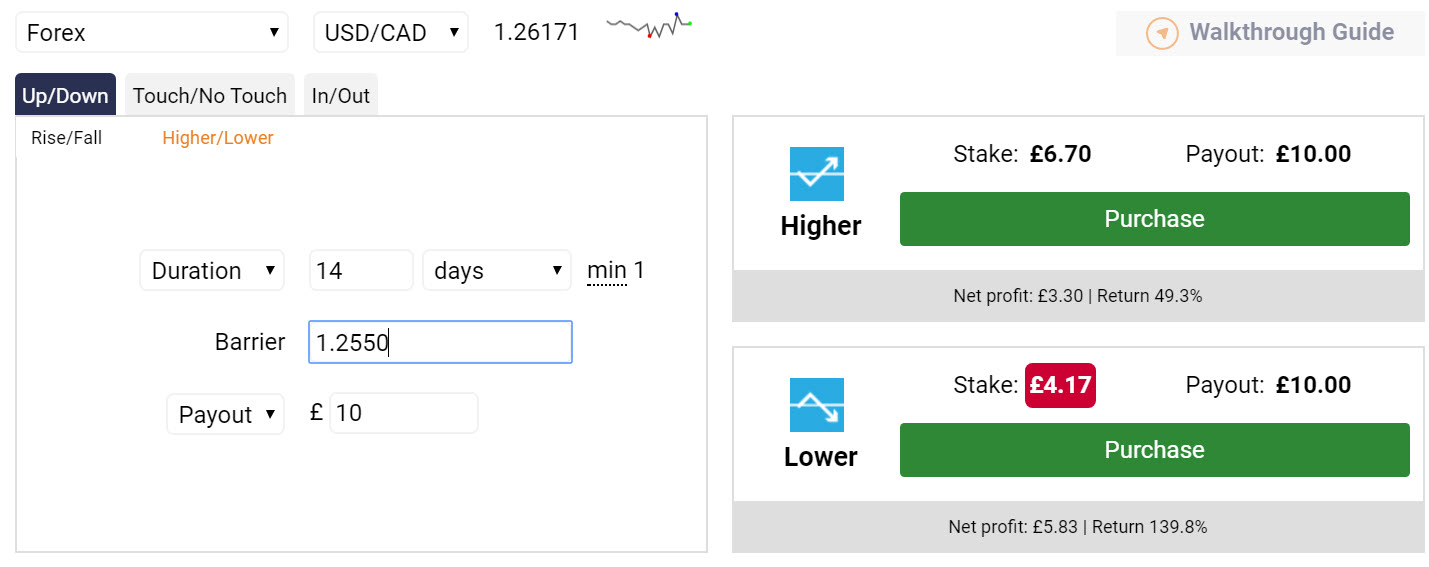 Forex USD/CAD 1.26171 Walkthrough Guide
Up/Down Touch/No Touch In/Out
Rise/Fall Higher/Lower
Duration 14 days min 1
Barrier 1.2550
Payout £ 10
Higher
Stake: £6.70 Payout: £10.00
Purchase
Net profit: £3.30 | Return 49.3%
Lower
Stake: £4.17 Payout: £10.00
Purchase
Net profit: £5.83 | Return 139.8%